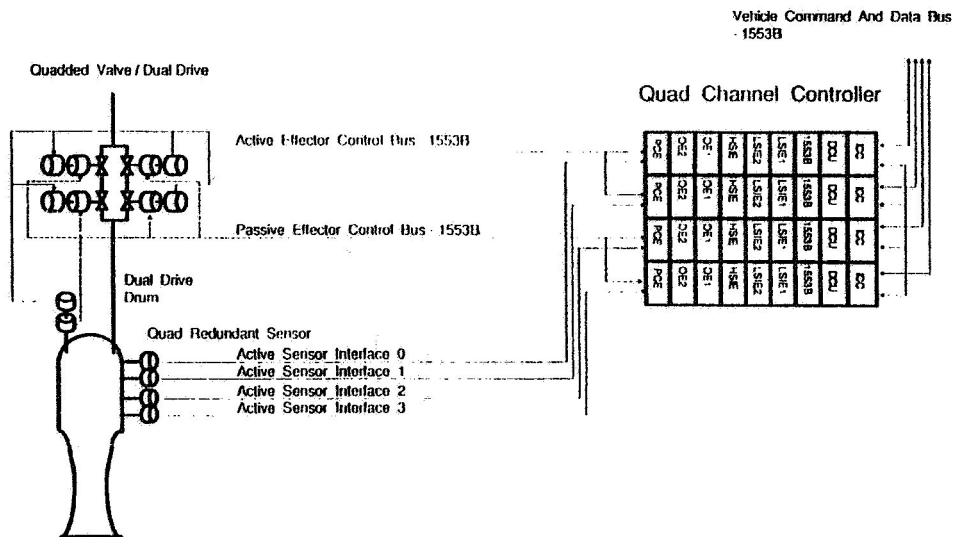 Vehicle Command And Data Bus
- 1553B
Quadded Valve / Dual Drive
Quad Channel Controller
Active Effector Control Bus - 1553B
PCE OE2 OE1 HSIE LSIE2 LSIE1 1553B DCU ICC
PCE OE2 OE1 HSIE LSIE2 LSIE1 1553B DCU ICC
Passive Effector Control Bus - 1553B
PCE OE2 OE1 HSIE LSIE2 LSIE1 1553B DCU ICC
PCE OE2 OE1 HSIE LSIE2 LSIE1 1553B DCU ICC
Dual Drive
Drum
Quad Redundant Sensor
Active Sensor Interface 0
Active Sensor Interface 1
Active Sensor Interface 2
Active Sensor Interface 3